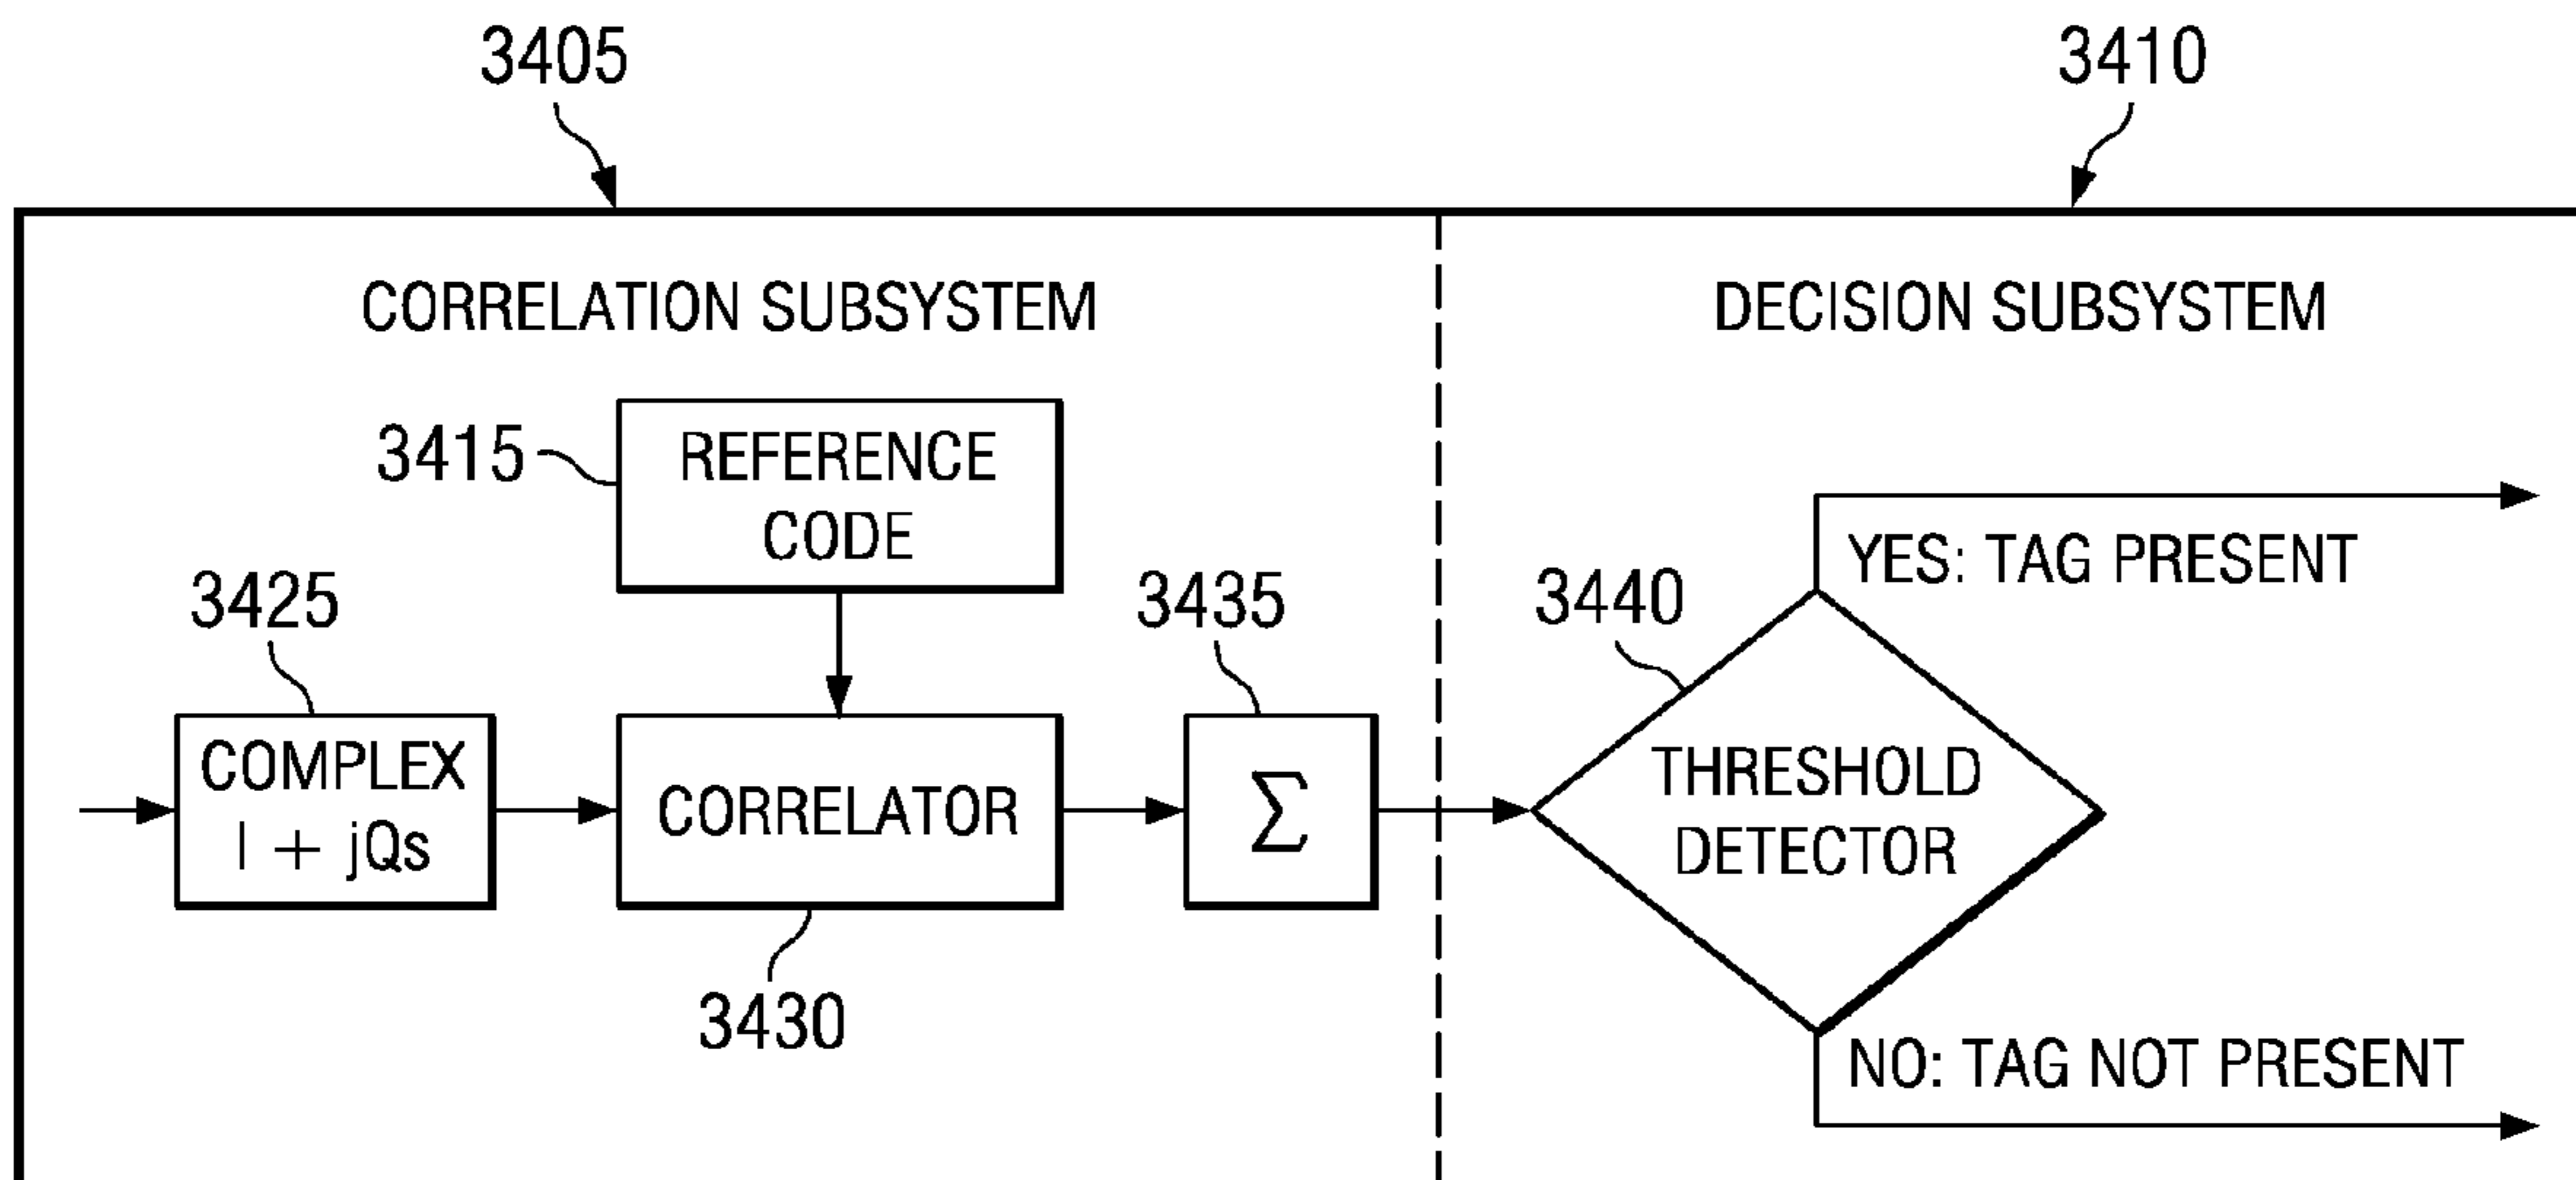 3405
3410
CORRELATION SUBSYSTEM
DECISION SUBSYSTEM
3415
REFERENCE
CODE
3425
3435
3440
YES: TAG PRESENT
COMPLEX
I + jQs
CORRELATOR
Σ
THRESHOLD
DETECTOR
3430
NO: TAG NOT PRESENT